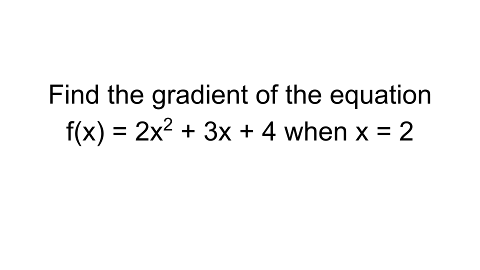 Find the gradient of the equation
f(x) = 2x² + 3x + 4 when x = 2